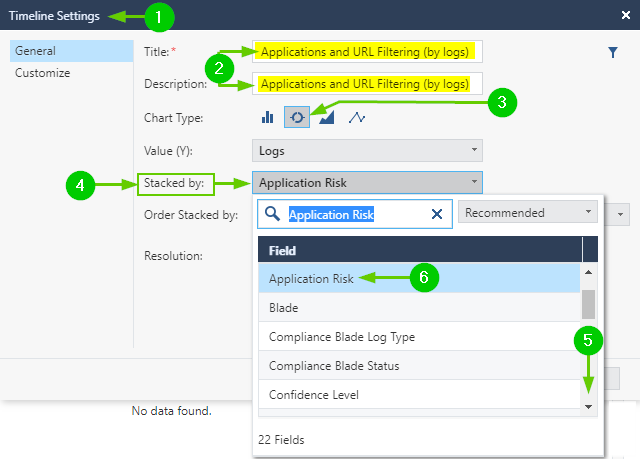 Timeline Settings
1
General
Customize
Title:*
Applications and URL Filtering (by logs)
2
Description:
Applications and URL Filtering (by logs)
Chart Type:
3
Value (Y):
Logs
4
Stacked by:
Application Risk
Order Stacked by:
Application Risk
Recommended
Resolution:
Field
Application Risk
6
Blade
Compliance Blade Log Type
5
Compliance Blade Status
Confidence Level
No data found.
22 Fields